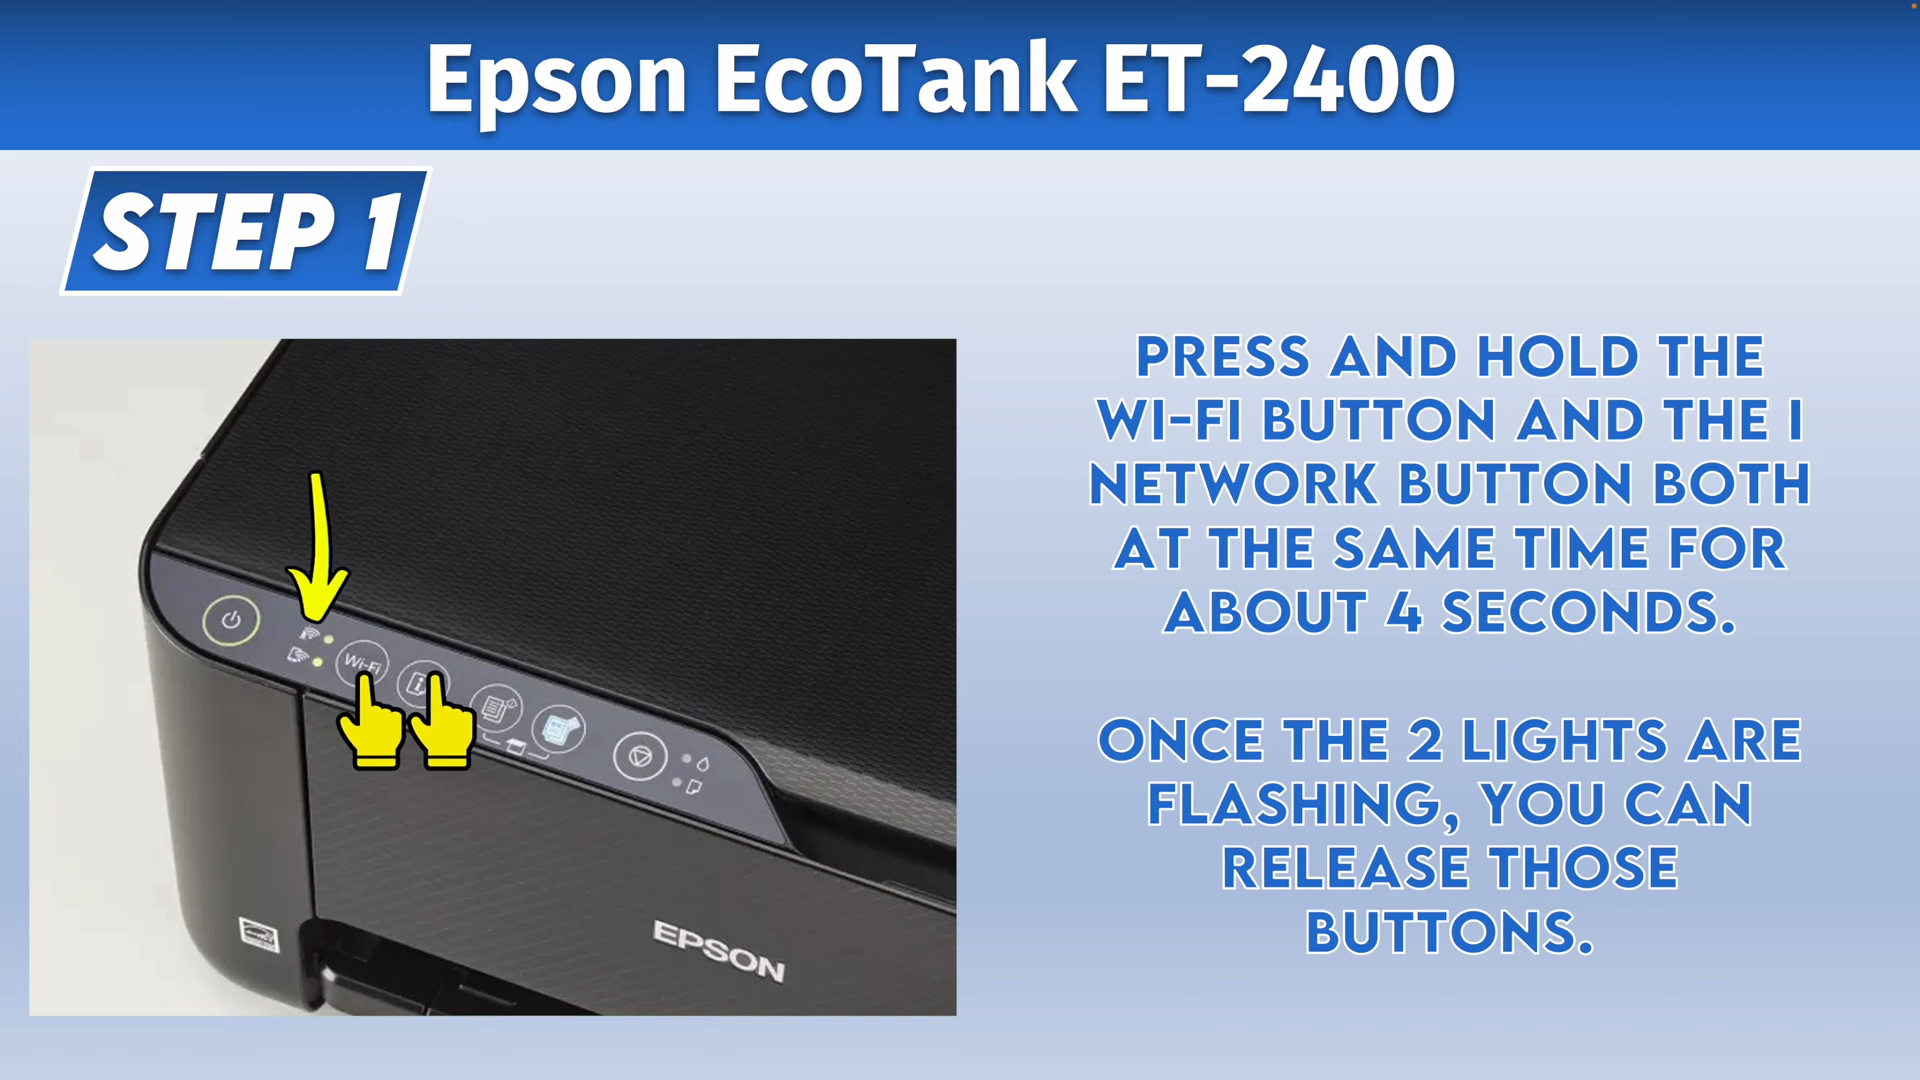 Epson EcoTank ET-2400
STEP 1
PRESS AND HOLD THE
WI-FI BUTTON AND THE I
NETWORK BUTTON BOTH
AT THE SAME TIME FOR
ABOUT 4 SECONDS.
ONCE THE 2 LIGHTS ARE
FLASHING, YOU CAN
RELEASE THOSE
BUTTONS.
Wi-Fi
i
EPSON